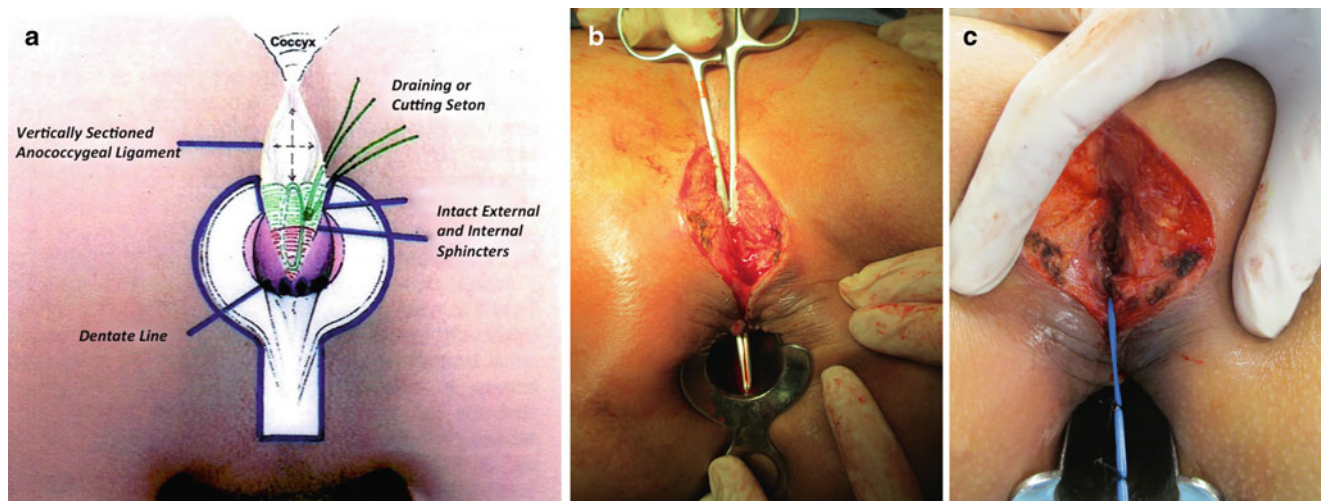 a
Coccyx
Draining or
Cutting Seton
Vertically Sectioned
Anococcygeal Ligament
Intact External
and Internal
Sphincters
Dentate Line
b
c